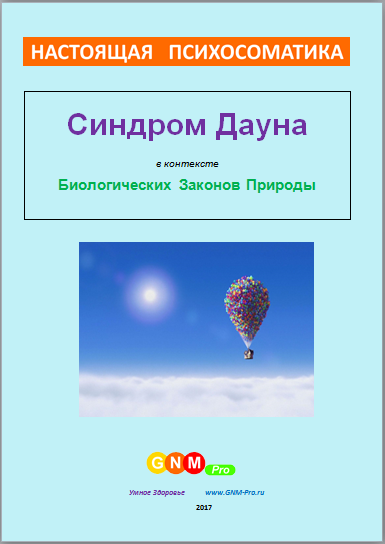 НАСТОЯЩАЯ ПСИХОСОМАТИКА
Синдром Дауна
в контексте
Биологических Законов Природы
GNM Pro
Умное Здоровье www.GNM-Pro.ru
2017